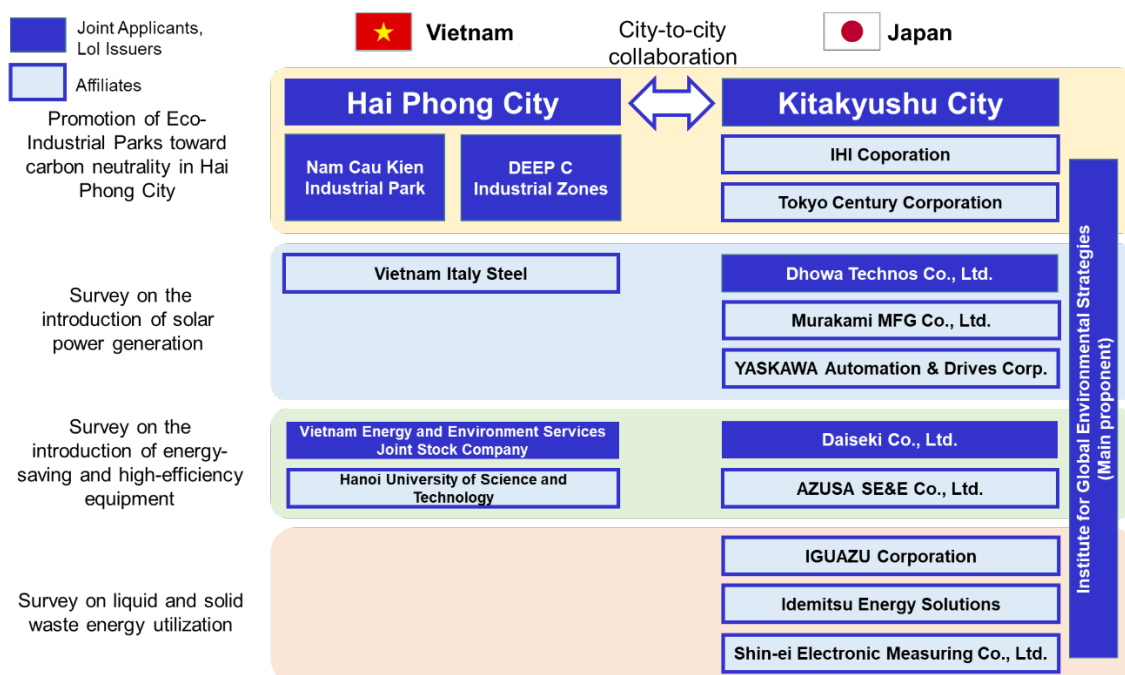 Joint Applicants,
LoI Issuers
Affiliates
Vietnam
City-to-city
collaboration
Japan
Promotion of Eco-
Industrial Parks toward
carbon neutrality in Hai
Phong City
Hai Phong City
Kitakyushu City
Nam Cau Kien
Industrial Park
DEEP C
Industrial Zones
IHI Coporation
Tokyo Century Corporation
Survey on the
introduction of solar
power generation
Vietnam Italy Steel
Dhowa Technos Co., Ltd.
Murakami MFG Co., Ltd.
YASKAWA Automation & Drives Corp.
Survey on the
introduction of energy-
saving and high-efficiency
equipment
Vietnam Energy and Environment Services
Joint Stock Company
Hanoi University of Science and
Technology
Daiseki Co., Ltd.
AZUSA SE&E Co., Ltd.
Survey on liquid and solid
waste energy utilization
IGUAZU Corporation
Idemitsu Energy Solutions
Shin-ei Electronic Measuring Co., Ltd.
Institute for Global Environmental Strategies
(Main proponent)